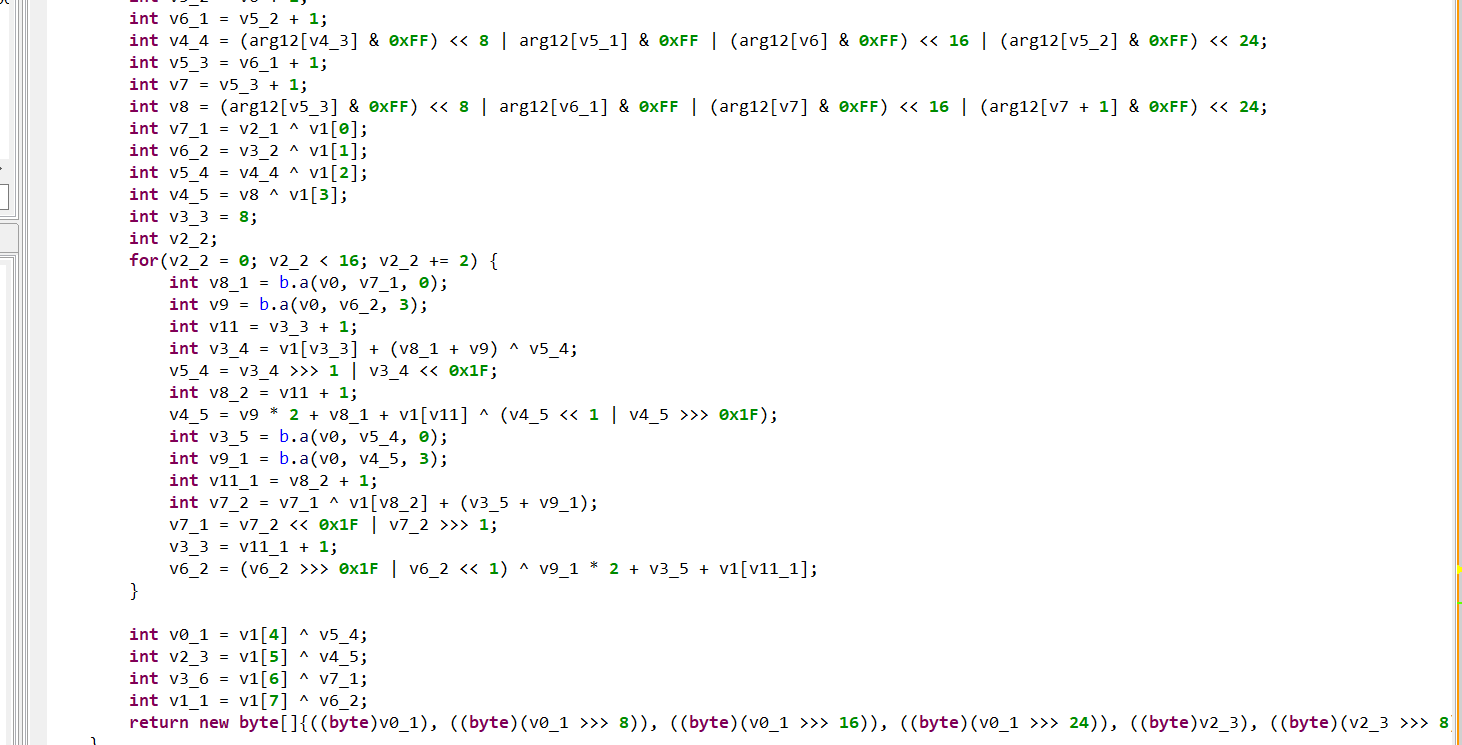 int v6_1 = v5_2 + 1;
int v4_4 = (arg12[v4_3] & 0xFF) << 8 | arg12[v5_1] & 0xFF | (arg12[v6] & 0xFF) << 16 | (arg12[v5_2] & 0xFF) << 24;
int v5_3 = v6_1 + 1;
int v7 = v5_3 + 1;
int v8 = (arg12[v5_3] & 0xFF) << 8 | arg12[v6_1] & 0xFF | (arg12[v7] & 0xFF) << 16 | (arg12[v7 + 1] & 0xFF) << 24;
int v7_1 = v2_1 ^ v1[0];
int v6_2 = v3_2 ^ v1[1];
int v5_4 = v4_4 ^ v1[2];
int v4_5 = v8 ^ v1[3];
int v3_3 = 8;
int v2_2;
for(v2_2 = 0; v2_2 < 16; v2_2 += 2) {
int v8_1 = b.a(v0, v7_1, 0);
int v9 = b.a(v0, v6_2, 3);
int v11 = v3_3 + 1;
int v3_4 = v1[v3_3] + (v8_1 + v9) ^ v5_4;
v5_4 = v3_4 >>> 1 | v3_4 << 0x1F;
int v8_2 = v11 + 1;
v4_5 = v9 * 2 + v8_1 + v1[v11] ^ (v4_5 << 1 | v4_5 >>> 0x1F);
int v3_5 = b.a(v0, v5_4, 0);
int v9_1 = b.a(v0, v4_5, 3);
int v11_1 = v8_2 + 1;
int v7_2 = v7_1 ^ v1[v8_2] + (v3_5 + v9_1);
v7_1 = v7_2 << 0x1F | v7_2 >>> 1;
v3_3 = v11_1 + 1;
v6_2 = (v6_2 >>> 0x1F | v6_2 << 1) ^ v9_1 * 2 + v3_5 + v1[v11_1];
}
int v0_1 = v1[4] ^ v5_4;
int v2_3 = v1[5] ^ v4_5;
int v3_6 = v1[6] ^ v7_1;
int v1_1 = v1[7] ^ v6_2;
return new byte[]{((byte)v0_1), ((byte)(v0_1 >>> 8)), ((byte)(v0_1 >>> 16)), ((byte)(v0_1 >>> 24)), ((byte)v2_3), ((byte)(v2_3 >>> 8